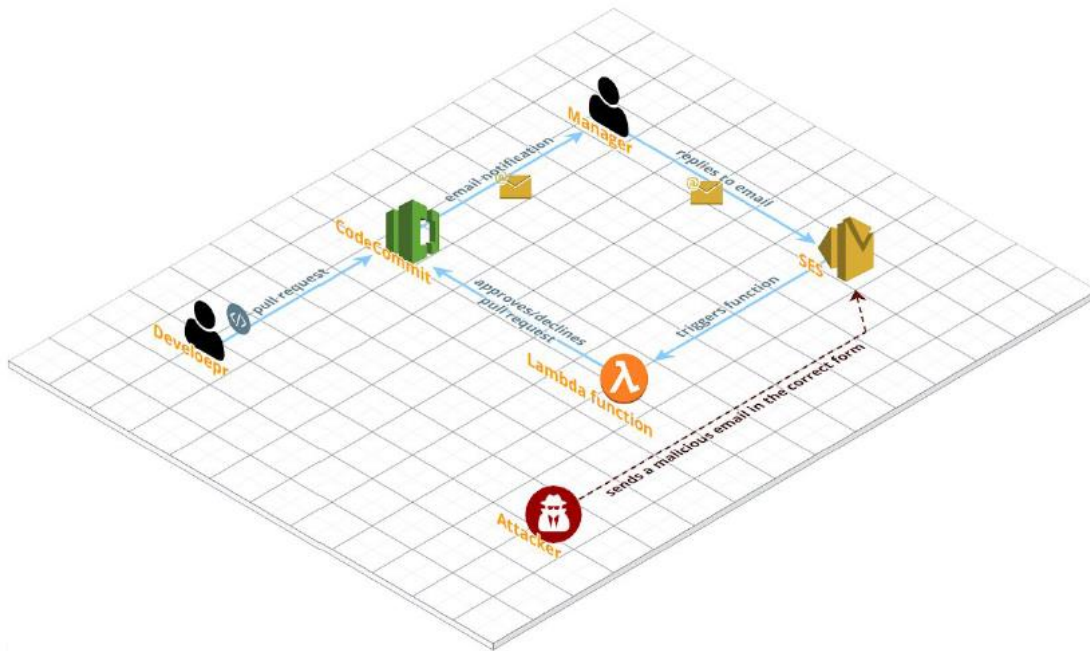 Manager
email notification
replies to email
CodeCommit
SES
pull-request
approves/declines
pull request
triggers function
Develoepr
Lambda function
sends a malicious email in the correct form
Attacker